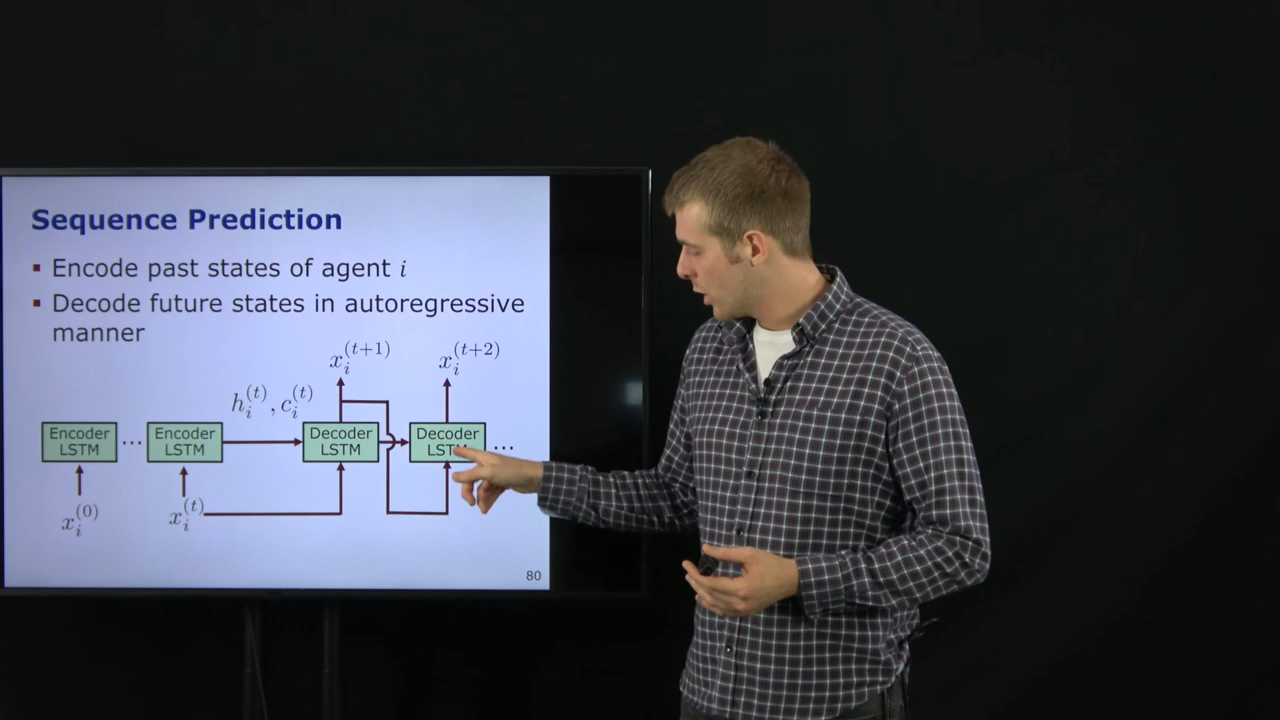 Sequence Prediction
▪ Encode past states of agent i
▪ Decode future states in autoregressive
manner
x_i^(t+1) x_i^(t+2)
h_i^(t), c_i^(t)
Encoder LSTM ... Encoder LSTM Decoder LSTM Decoder LSTM ...
x_i^(0) x_i^(t)
80